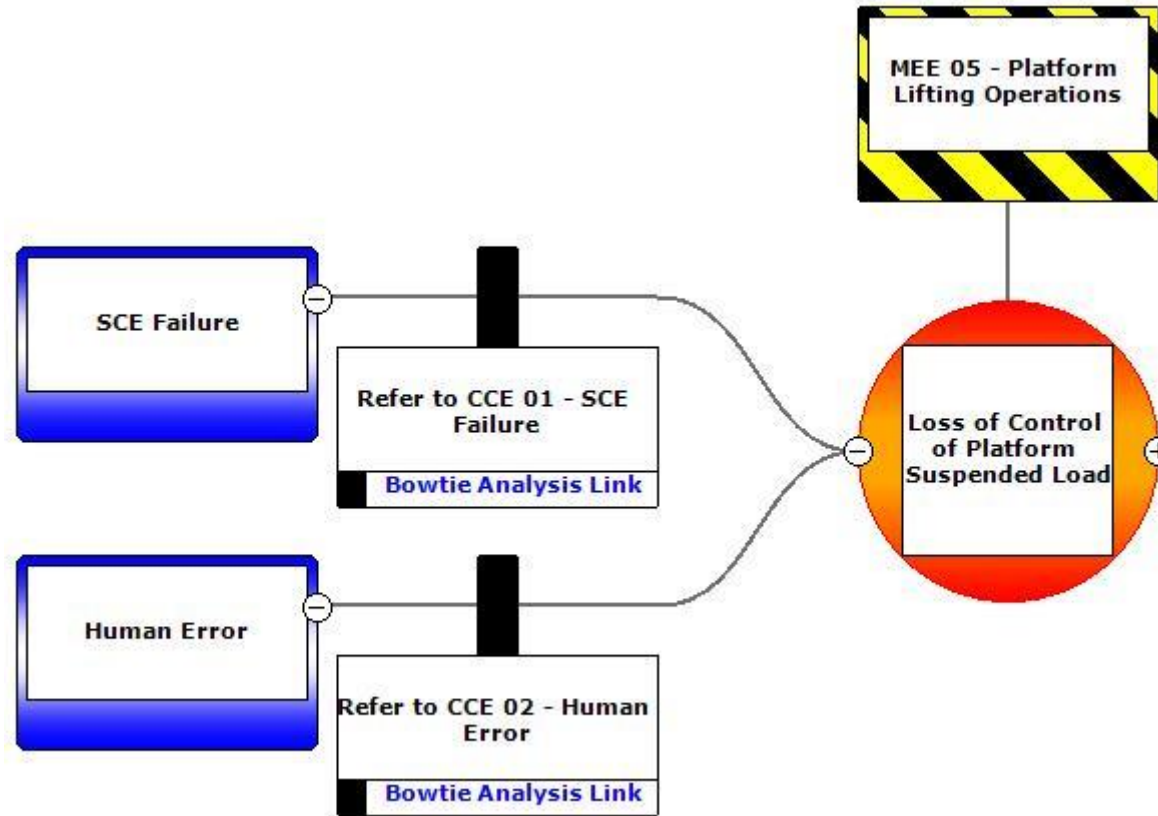 MEE 05 - Platform
Lifting Operations
SCE Failure
Refer to CCE 01 - SCE
Failure
Bowtie Analysis Link
Loss of Control
of Platform
Suspended Load
Human Error
Refer to CCE 02 - Human
Error
Bowtie Analysis Link